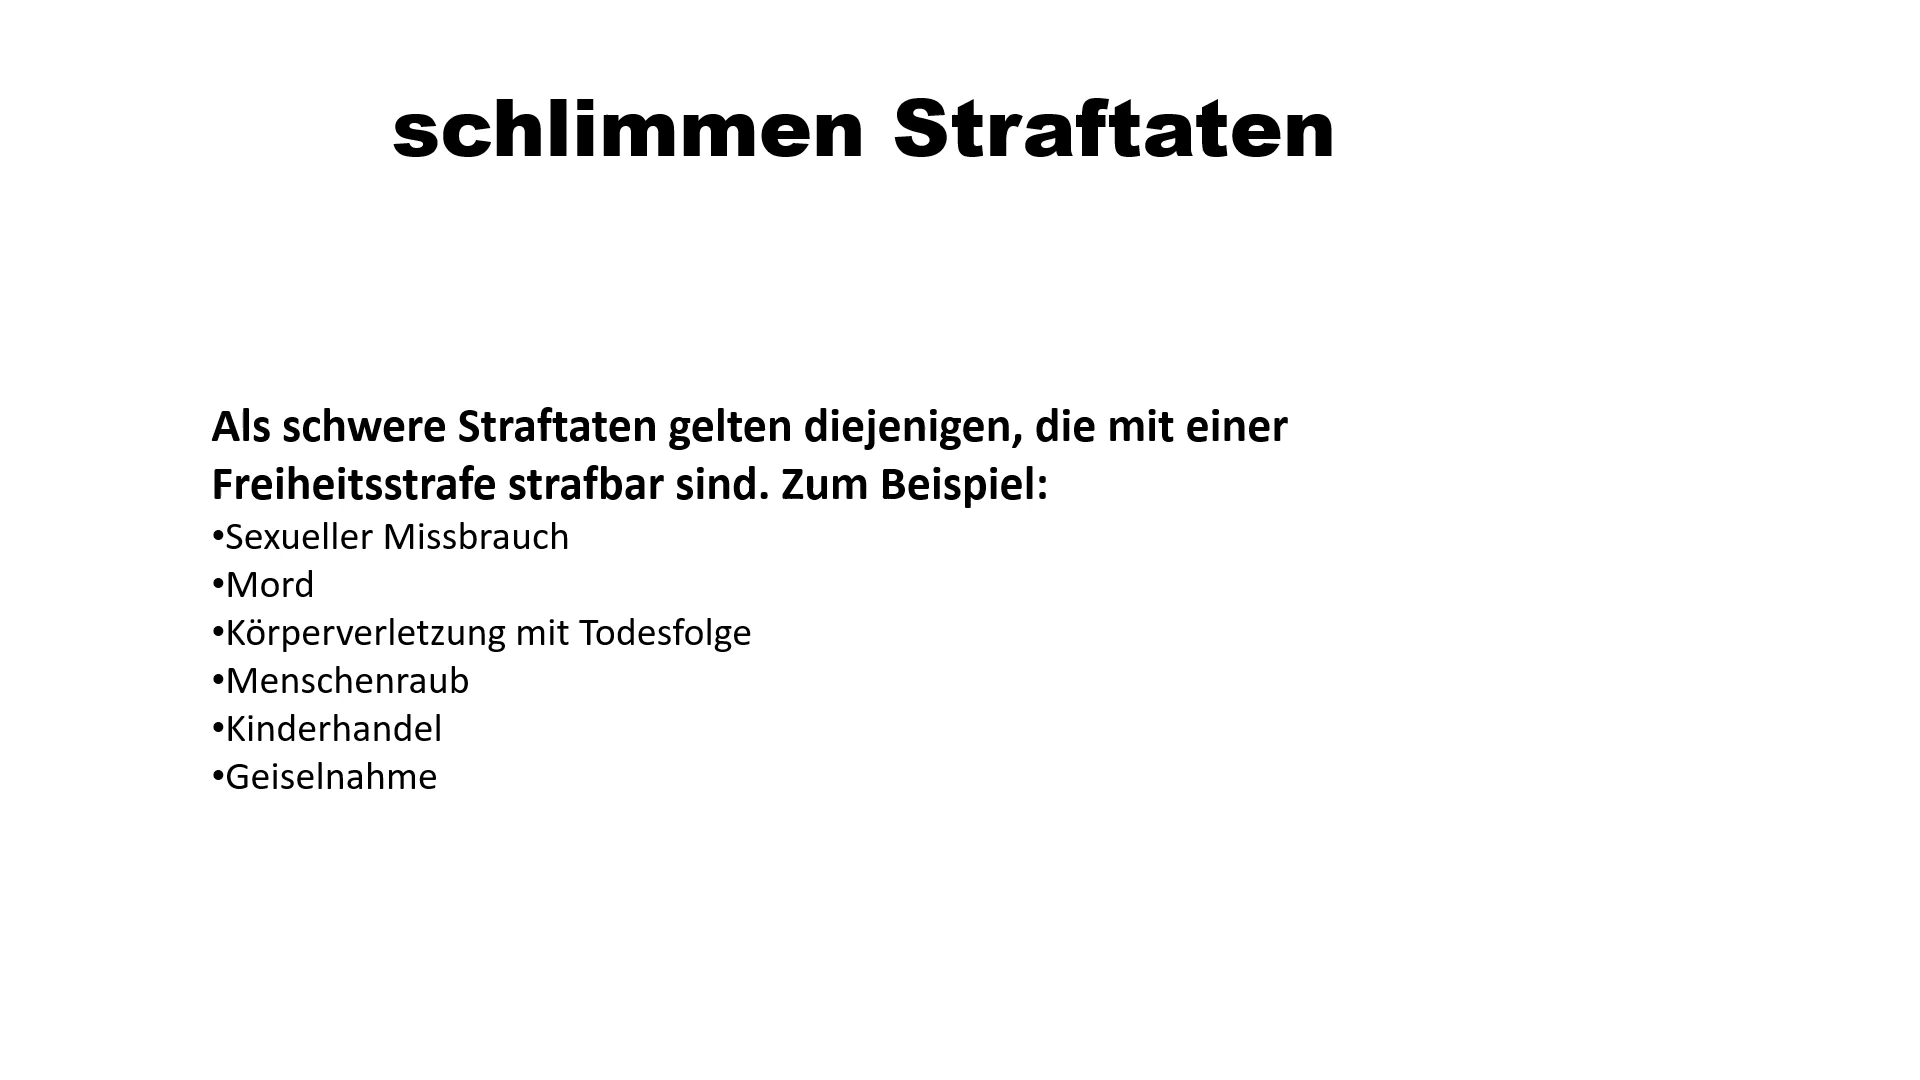 schlimmen Straftaten
Als schwere Straftaten gelten diejenigen, die mit einer
Freiheitsstrafe strafbar sind. Zum Beispiel:
•Sexueller Missbrauch
•Mord
•Körperverletzung mit Todesfolge
•Menschenraub
•Kinderhandel
•Geiselnahme